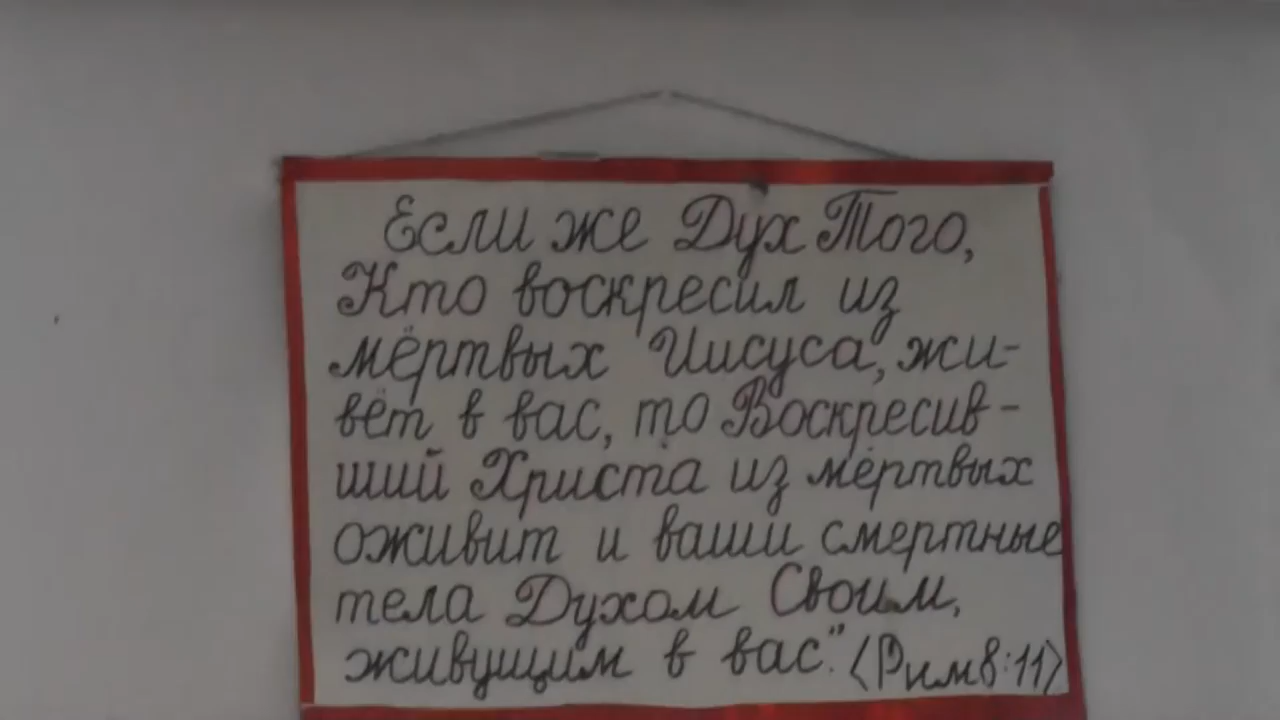 Если же Дух Того,
Кто воскресил из
мёртвых Иисуса, жи-
вёт в вас, то Воскресив-
ший Христа из мёртвых
оживит и ваши смертные
тела Духом Своим,
живущим в вас." (Рим 8:11)